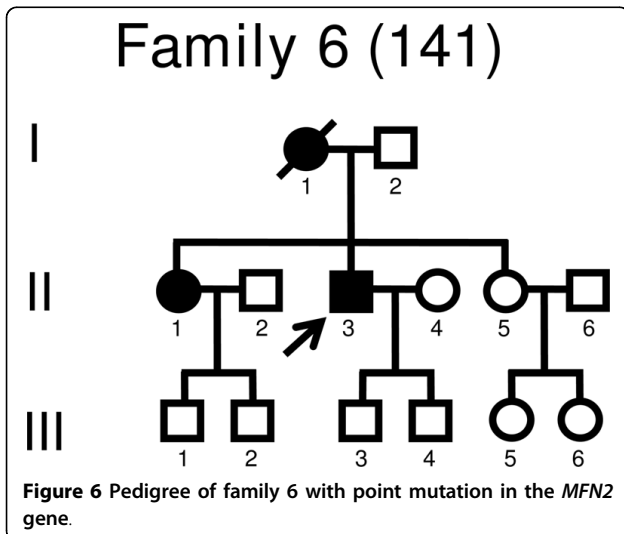 Family 6 (141)
I
1 2
II
1 2 3 4 5 6
III
1 2 3 4 5 6
Figure 6 Pedigree of family 6 with point mutation in the MFN2
gene.